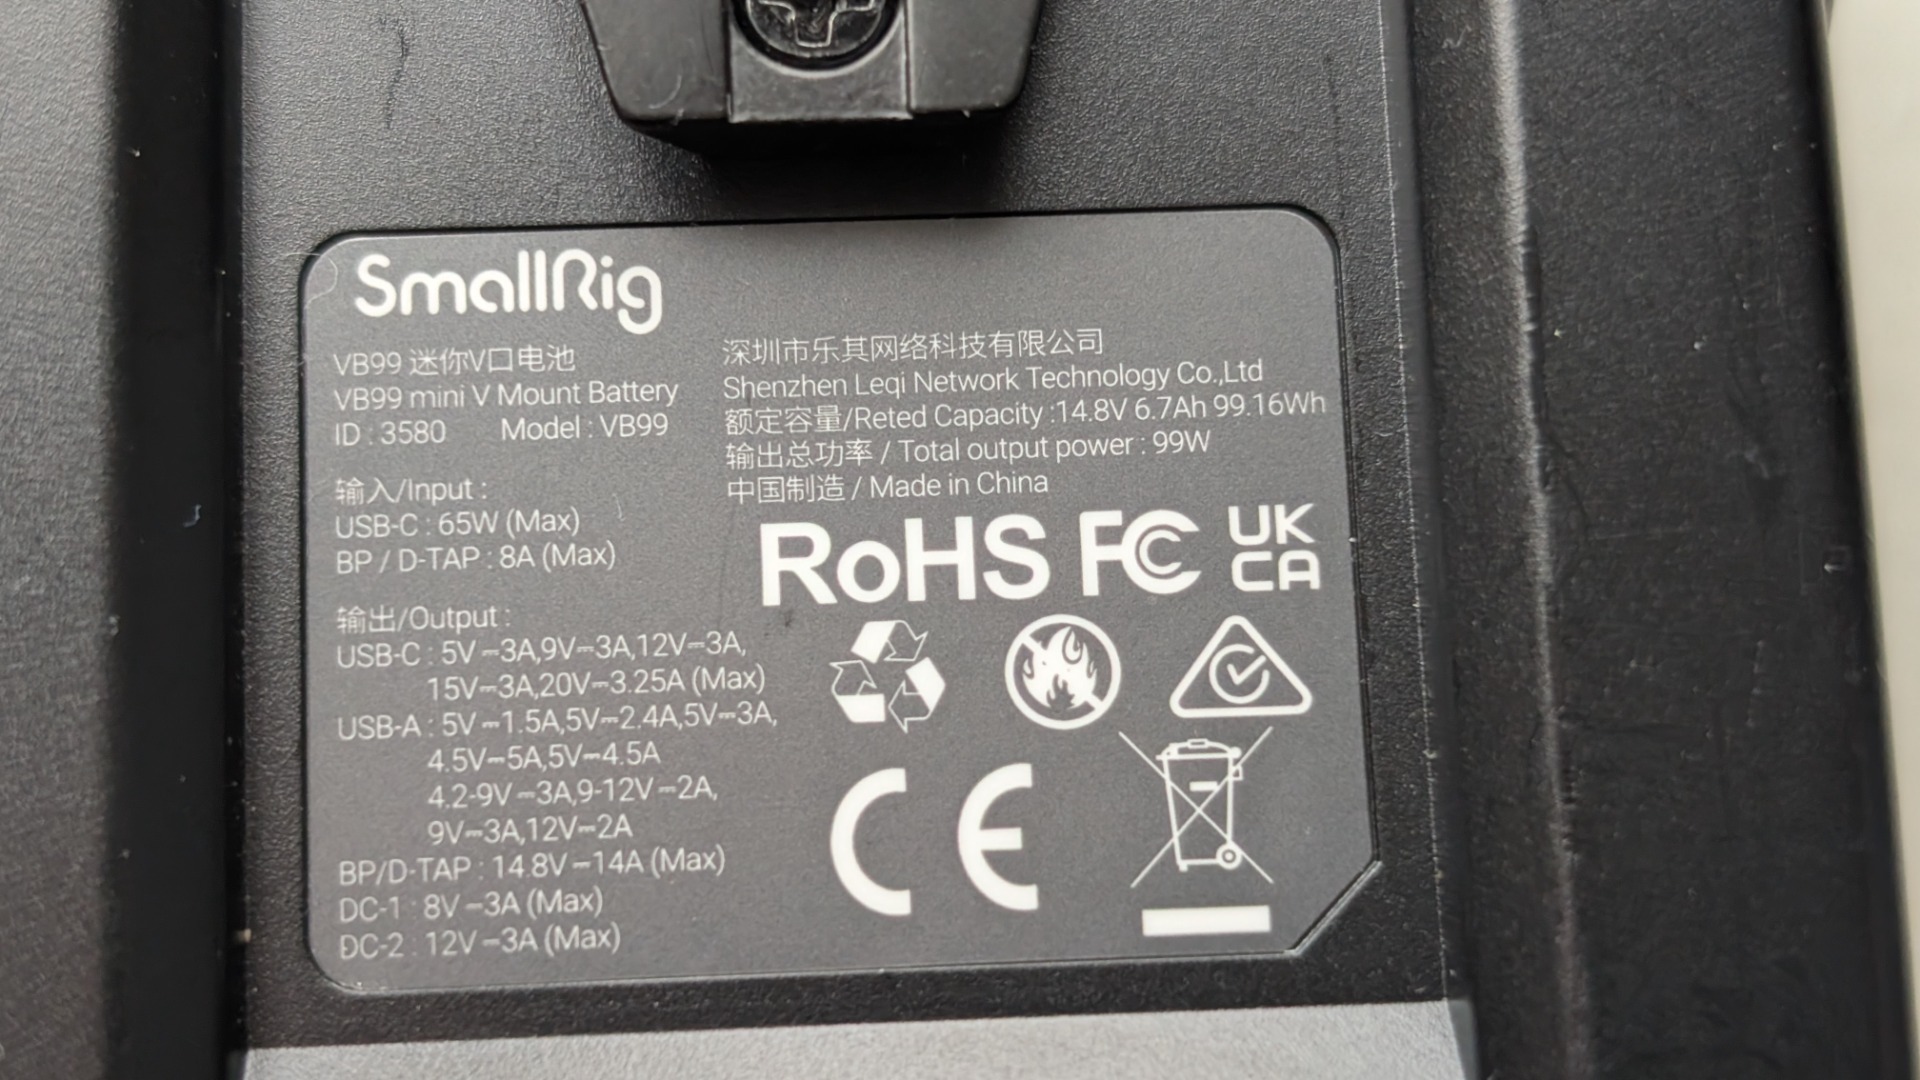 SmallRig
VB99 迷你V口电池
VB99 mini V Mount Battery
ID : 3580 Model : VB99
输入/Input :
USB-C : 65W (Max)
BP / D-TAP : 8A (Max)
输出/Output :
USB-C : 5V⎓3A,9V⎓3A,12V⎓3A,
15V⎓3A,20V⎓3.25A (Max)
USB-A : 5V⎓1.5A,5V⎓2.4A,5V⎓3A,
4.5V⎓5A,5V⎓4.5A
4.2-9V⎓3A,9-12V⎓2A,
9V⎓3A,12V⎓2A
BP/D-TAP : 14.8V⎓14A (Max)
DC-1 : 8V⎓3A (Max)
DC-2 : 12V⎓3A (Max)
深圳市乐其网络科技有限公司
Shenzhen Leqi Network Technology Co.,Ltd
额定容量/Reted Capacity :14.8V 6.7Ah 99.16Wh
输出总功率 / Total output power : 99W
中国制造 / Made in China
RoHS FC UK
CA
CE